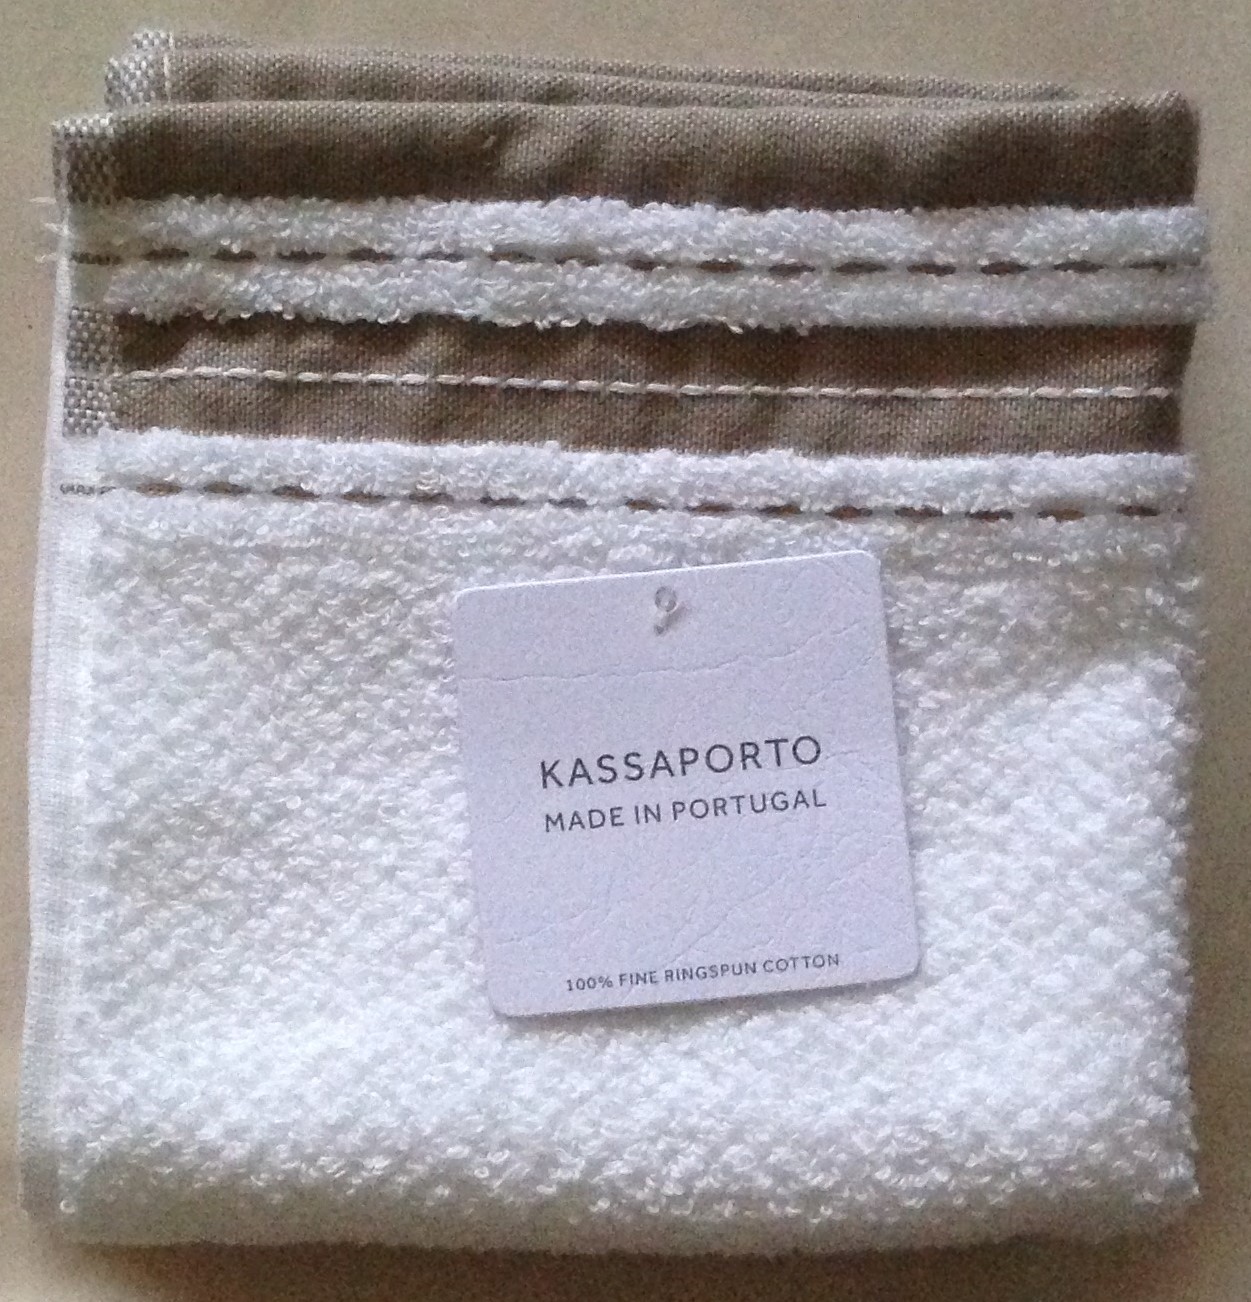 KASSAPORTO
MADE IN PORTUGAL
100% FINE RINGSPUN COTTON